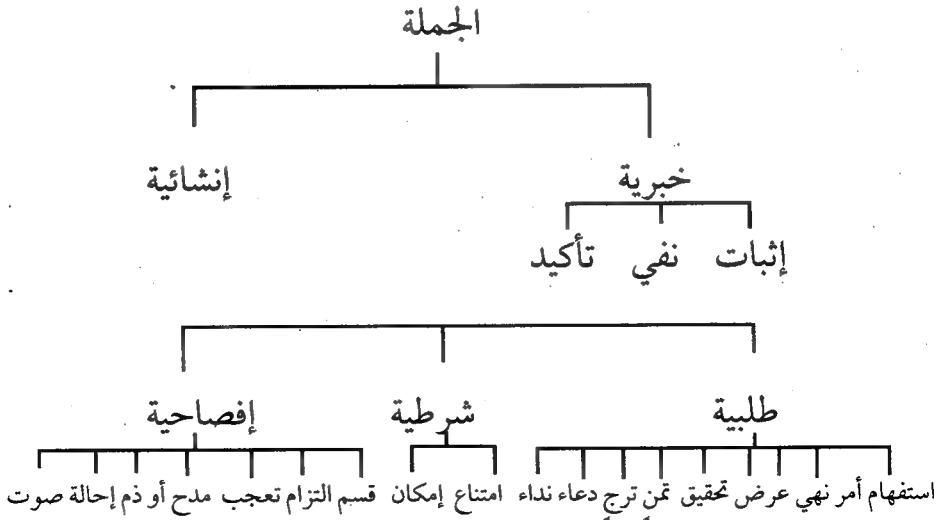 الجملة
خبرية إنشائية
إثبات نفي تأكيد
طلبية شرطية إفصاحية
استفهام أمر نهي عرض تحقيق تمن ترج دعاء نداء امتناع إمكان قسم التزام تعجب مدح أو ذم إحالة صوت